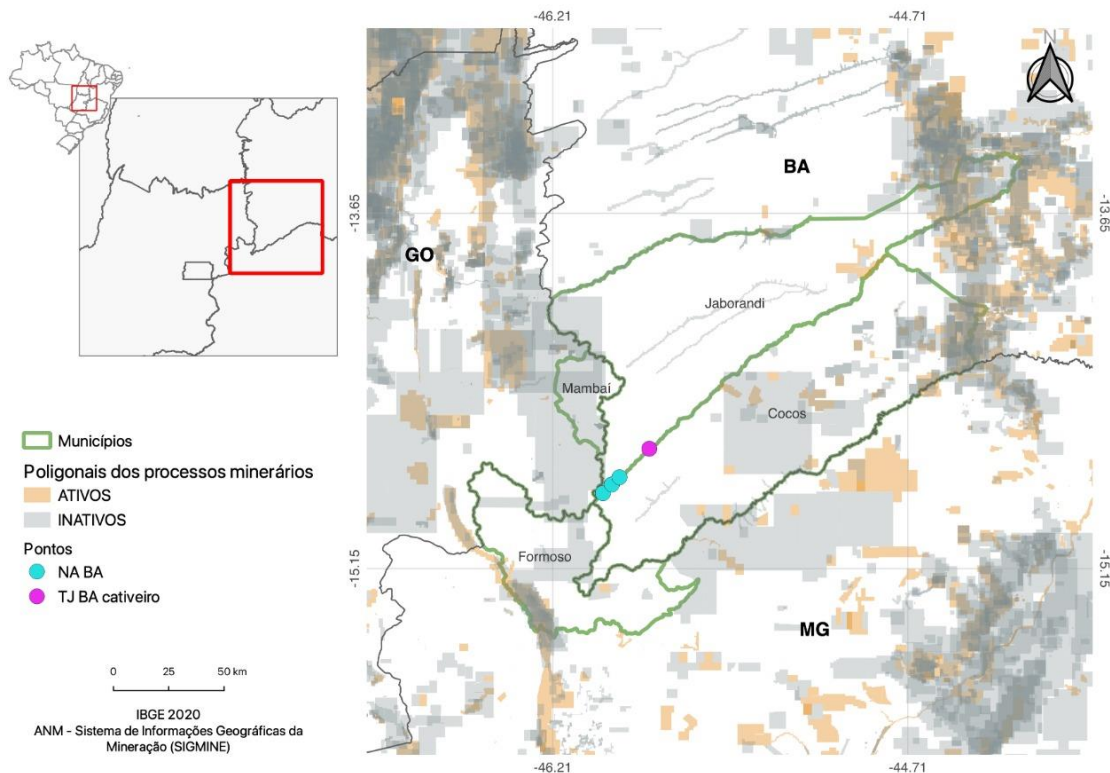 -46.21
-44.71
N
BA
-13.65
-13.65
GO
Jaborandi
Mambaí
Cocos
Municípios
Poligonais dos processos minerários
ATIVOS
INATIVOS
Pontos
NA BA
TJ BA cativeiro
Formoso
-15.15
-15.15
MG
0 25 50 km
IBGE 2020
ANM - Sistema de Informações Geográficas da
Mineração (SIGMINE)
-46.21
-44.71